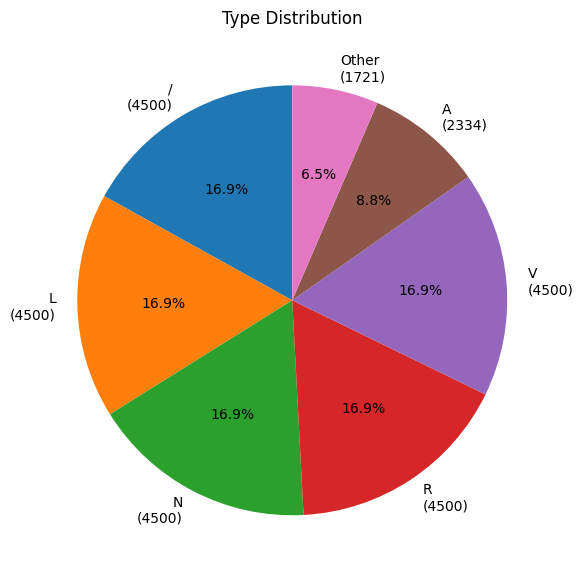 Type Distribution
Other
(1721)
/
(4500)
A
(2334)
6.5%
16.9%
8.8%
V
(4500)
16.9%
L
(4500)
16.9%
16.9%
16.9%
N
(4500)
R
(4500)